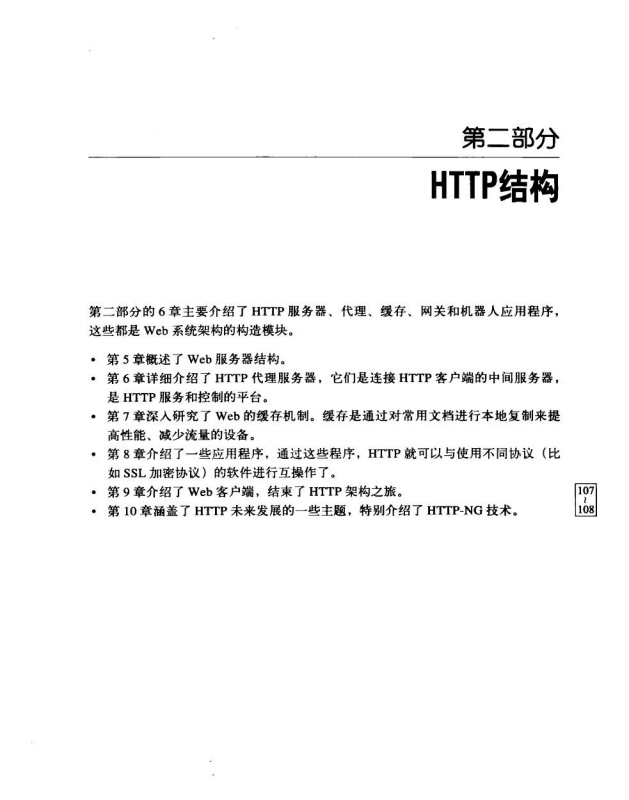 第二部分
HTTP结构
第二部分的 6 章主要介绍了 HTTP 服务器、代理、缓存、网关和机器人应用程序，
这些都是 Web 系统架构的构造模块。
• 第 5 章概述了 Web 服务器结构。
• 第 6 章详细介绍了 HTTP 代理服务器，它们是连接 HTTP 客户端的中间服务器，
是 HTTP 服务和控制的平台。
• 第 7 章深入研究了 Web 的缓存机制。缓存是通过对常用文档进行本地复制来提
高性能、减少流量的设备。
• 第 8 章介绍了一些应用程序，通过这些程序，HTTP 就可以与使用不同协议（比
如 SSL 加密协议）的软件进行互操作了。
• 第 9 章介绍了 Web 客户端，结束了 HTTP 架构之旅。
• 第 10 章涵盖了 HTTP 未来发展的一些主题，特别介绍了 HTTP-NG 技术。
107
~
108